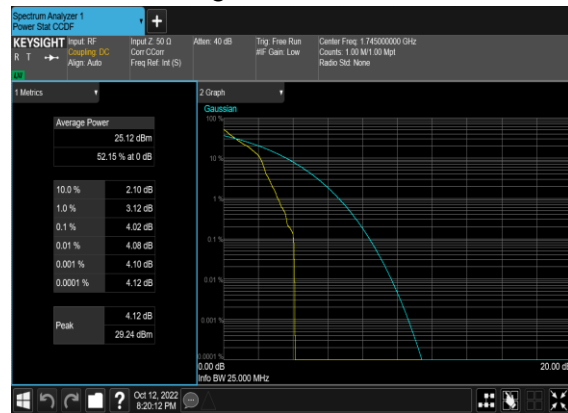 Spectrum Analyzer 1
Power Stat CCDF
+
KEYSIGHT
R T
LXI
Input: RF
Coupling: DC
Align: Auto
Input Z: 50 Ω
Corr CCorr
Freq Ref: Int (S)
Atten: 40 dB
Trig: Free Run
#IF Gain: Low
Center Freq: 1.745000000 GHz
Counts: 1.00 M/1.00 Mpt
Radio Std: None
1 Metrics
Average Power
25.12 dBm
52.15 % at 0 dB
10.0 % 2.10 dB
1.0 % 3.12 dB
0.1 % 4.02 dB
0.01 % 4.08 dB
0.001 % 4.10 dB
0.0001 % 4.12 dB
Peak
4.12 dB
29.24 dBm
2 Graph
Gaussian
100 %
10 %
1 %
0.1 %
0.01 %
0.001 %
0.0001 %
0.00 dB 20.00 dB
Info BW 25.000 MHz
?
Oct 12, 2022
8:20:12 PM